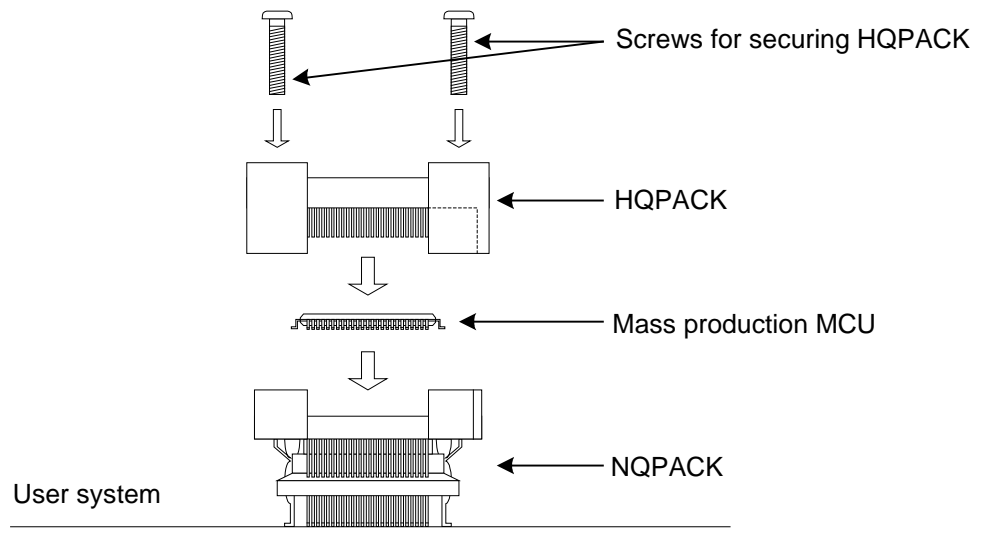 Screws for securing HQPACK
HQPACK
Mass production MCU
NQPACK
User system